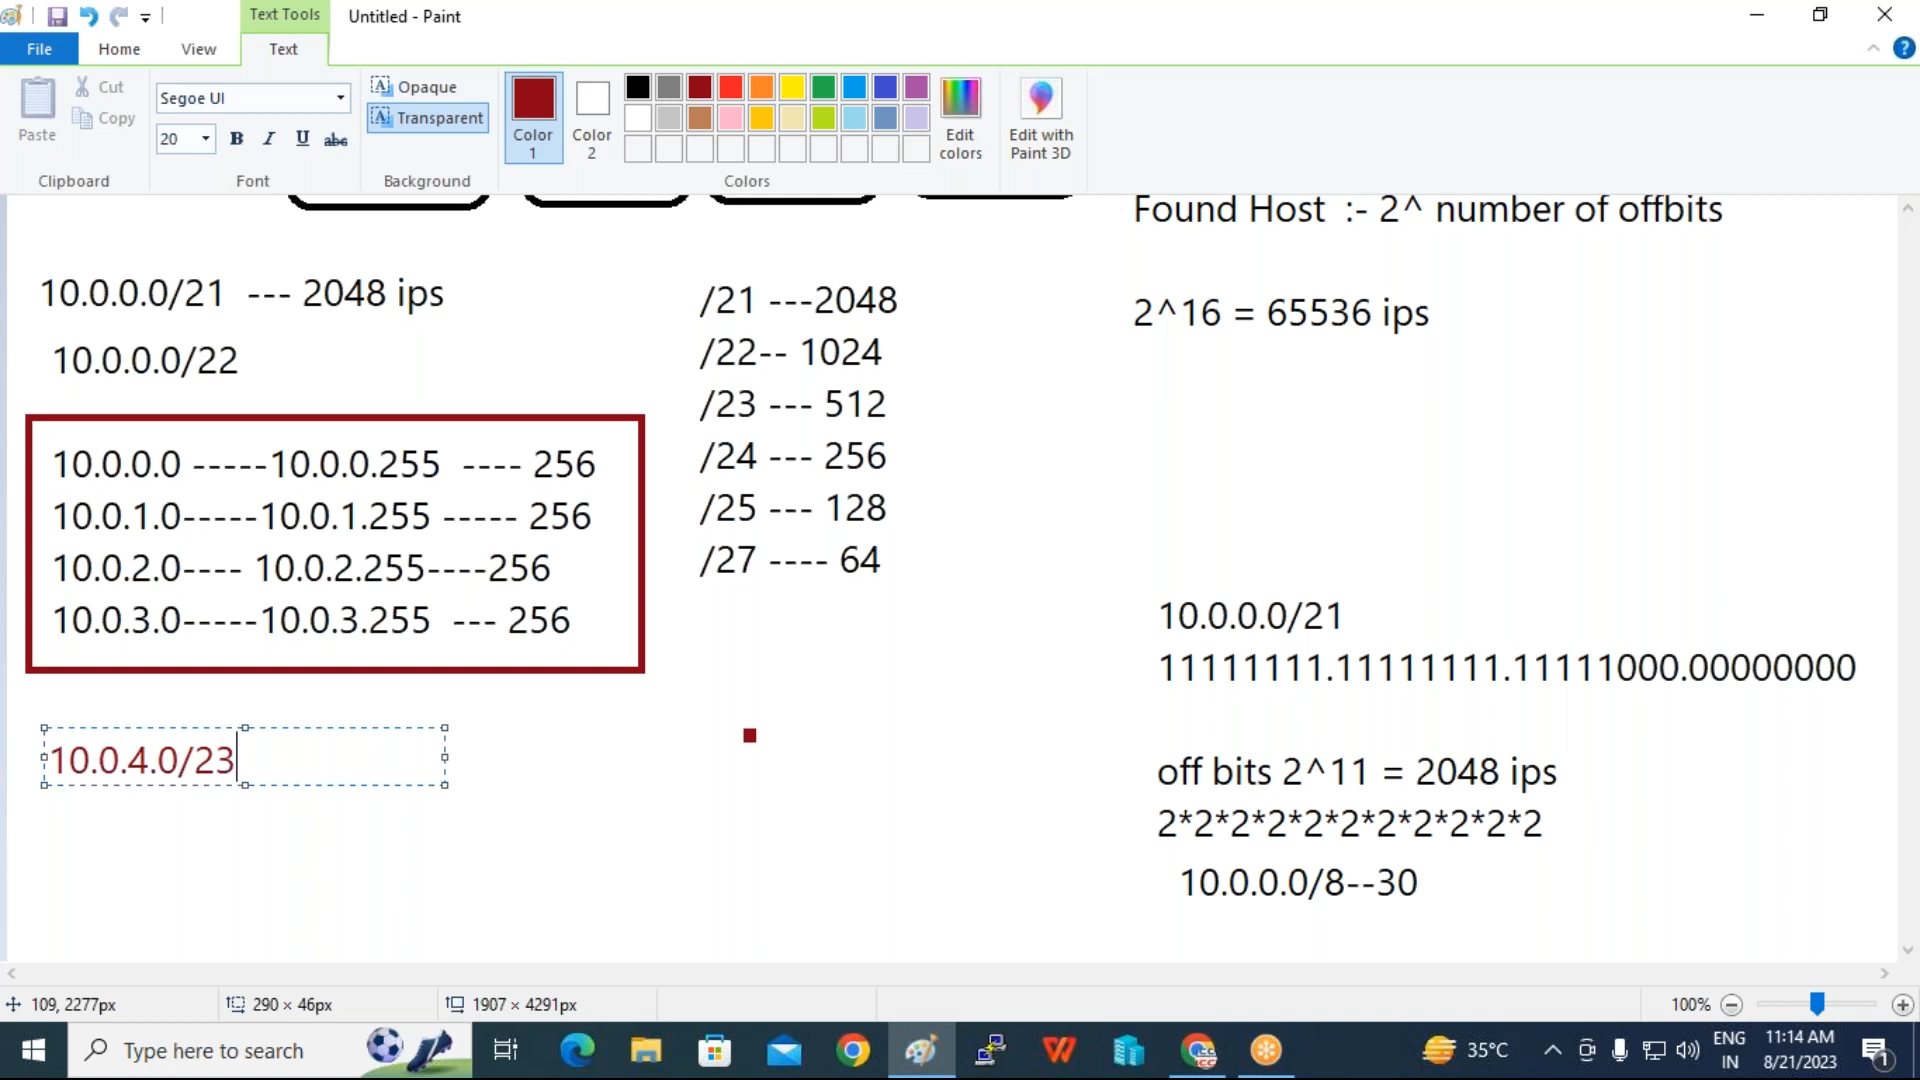 Text Tools
Untitled - Paint
File
Home
View
Text
Paste
Cut
Copy
Clipboard
Segoe UI
20
B
I
U
abc
Font
Opaque
Transparent
Background
Color
1
Color
2
Colors
Edit
colors
Edit with
Paint 3D
Found Host  :- 2^ number of offbits
2^16 = 65536 ips
10.0.0.0/21  --- 2048 ips
10.0.0.0/22
10.0.0.0 -----10.0.0.255  ---- 256
10.0.1.0-----10.0.1.255 ----- 256
10.0.2.0---- 10.0.2.255----256
10.0.3.0-----10.0.3.255  --- 256
10.0.4.0/23
/21 ---2048
/22-- 1024
/23 --- 512
/24 --- 256
/25 --- 128
/27 ---- 64
10.0.0.0/21
11111111.11111111.11111000.00000000
off bits 2^11 = 2048 ips
2*2*2*2*2*2*2*2*2*2*2
10.0.0.0/8--30
109, 2277px
290 × 46px
1907 × 4291px
100%
Type here to search
35°C
ENG
IN
11:14 AM
8/21/2023
1